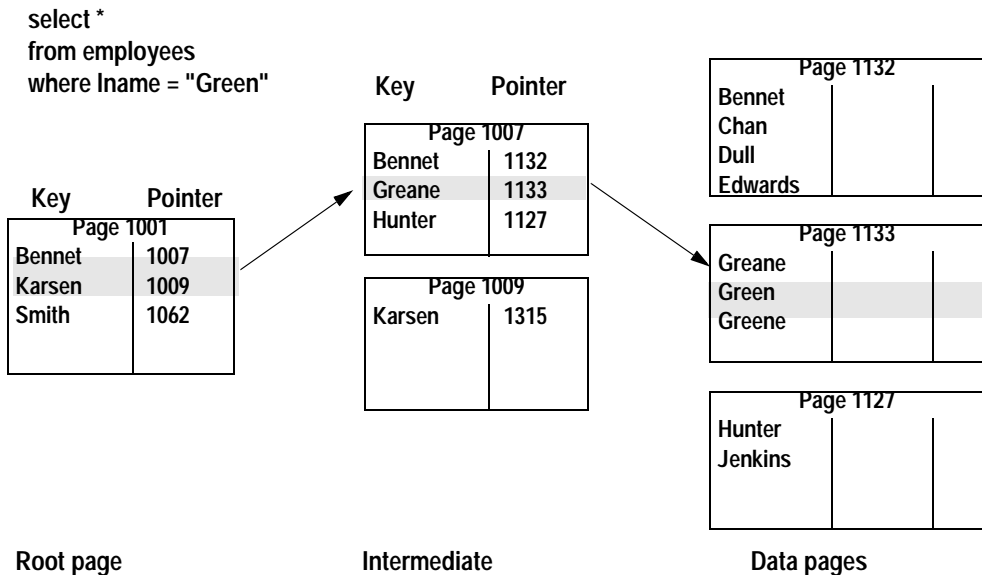 select *
from employees
where lname = "Green"
Key Pointer
Page 1001
Bennet 1007
Karsen 1009
Smith 1062
Root page
Key Pointer
Page 1007
Bennet 1132
Greane 1133
Hunter 1127
Page 1009
Karsen 1315
Intermediate
Page 1132
Bennet
Chan
Dull
Edwards
Page 1133
Greane
Green
Greene
Page 1127
Hunter
Jenkins
Data pages